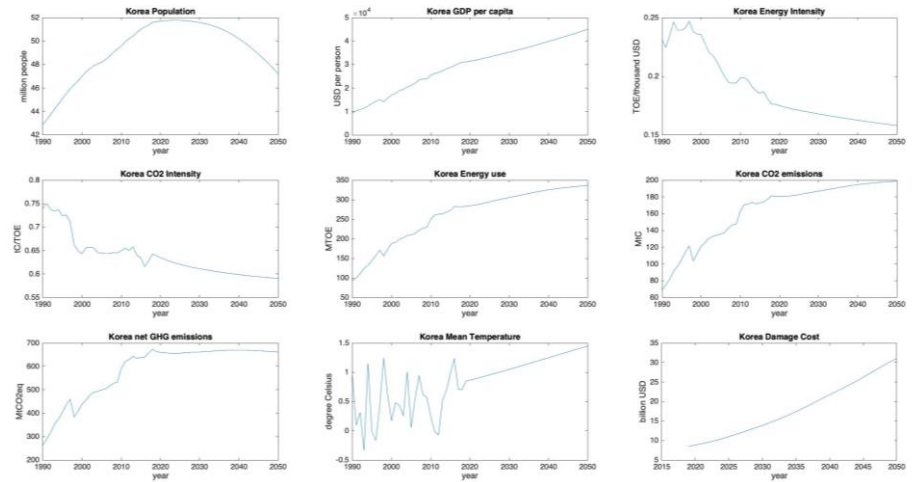 Korea Population
52
50
48
46
44
42
million people
1990 2000 2010 2020 2030 2040 2050
year
Korea GDP per capita
×10⁴
5
4
3
2
1
0
USD per person
1990 2000 2010 2020 2030 2040 2050
year
Korea Energy Intensity
0.25
0.2
0.15
TOE/thousand USD
1990 2000 2010 2020 2030 2040 2050
year
Korea CO2 Intensity
0.8
0.75
0.7
0.65
0.6
0.55
tC/TOE
1990 2000 2010 2020 2030 2040 2050
year
Korea Energy use
350
300
250
200
150
100
50
MTOE
1990 2000 2010 2020 2030 2040 2050
year
Korea CO2 emissions
200
180
160
140
120
100
80
60
MtC
1990 2000 2010 2020 2030 2040 2050
year
Korea net GHG emissions
700
600
500
400
300
200
MtCO2eq
1990 2000 2010 2020 2030 2040 2050
year
Korea Mean Temperature
1.5
1
0.5
0
-0.5
degree Celsius
1990 2000 2010 2020 2030 2040 2050
year
Korea Damage Cost
35
30
25
20
15
10
5
billion USD
2015 2020 2025 2030 2035 2040 2045 2050
year